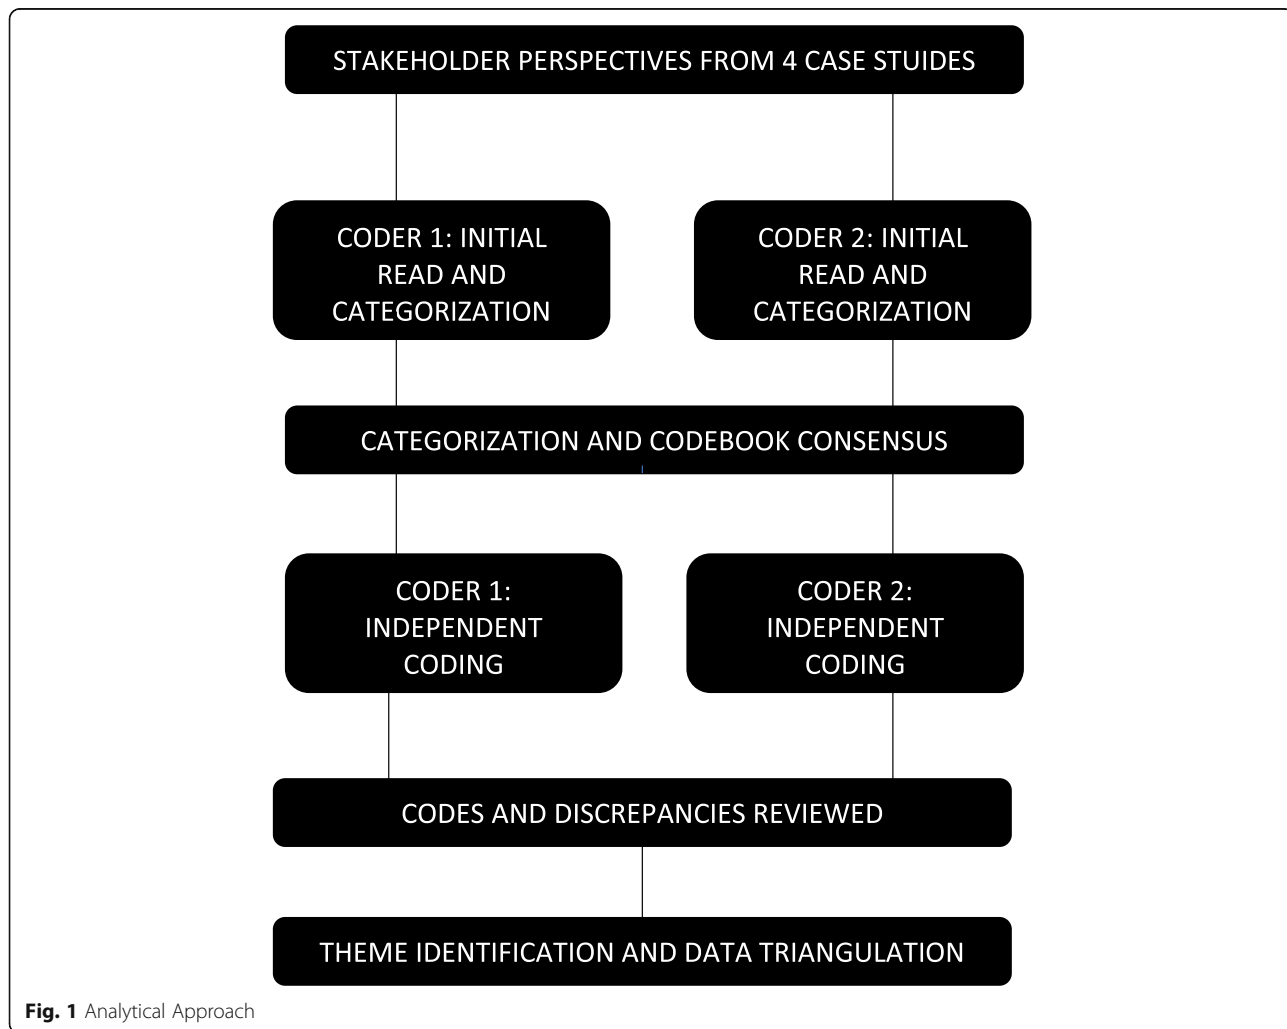 STAKEHOLDER PERSPECTIVES FROM 4 CASE STUIDES
CODER 1: INITIAL
READ AND
CATEGORIZATION
CODER 2: INITIAL
READ AND
CATEGORIZATION
CATEGORIZATION AND CODEBOOK CONSENSUS
CODER 1:
INDEPENDENT
CODING
CODER 2:
INDEPENDENT
CODING
CODES AND DISCREPANCIES REVIEWED
THEME IDENTIFICATION AND DATA TRIANGULATION
Fig. 1 Analytical Approach